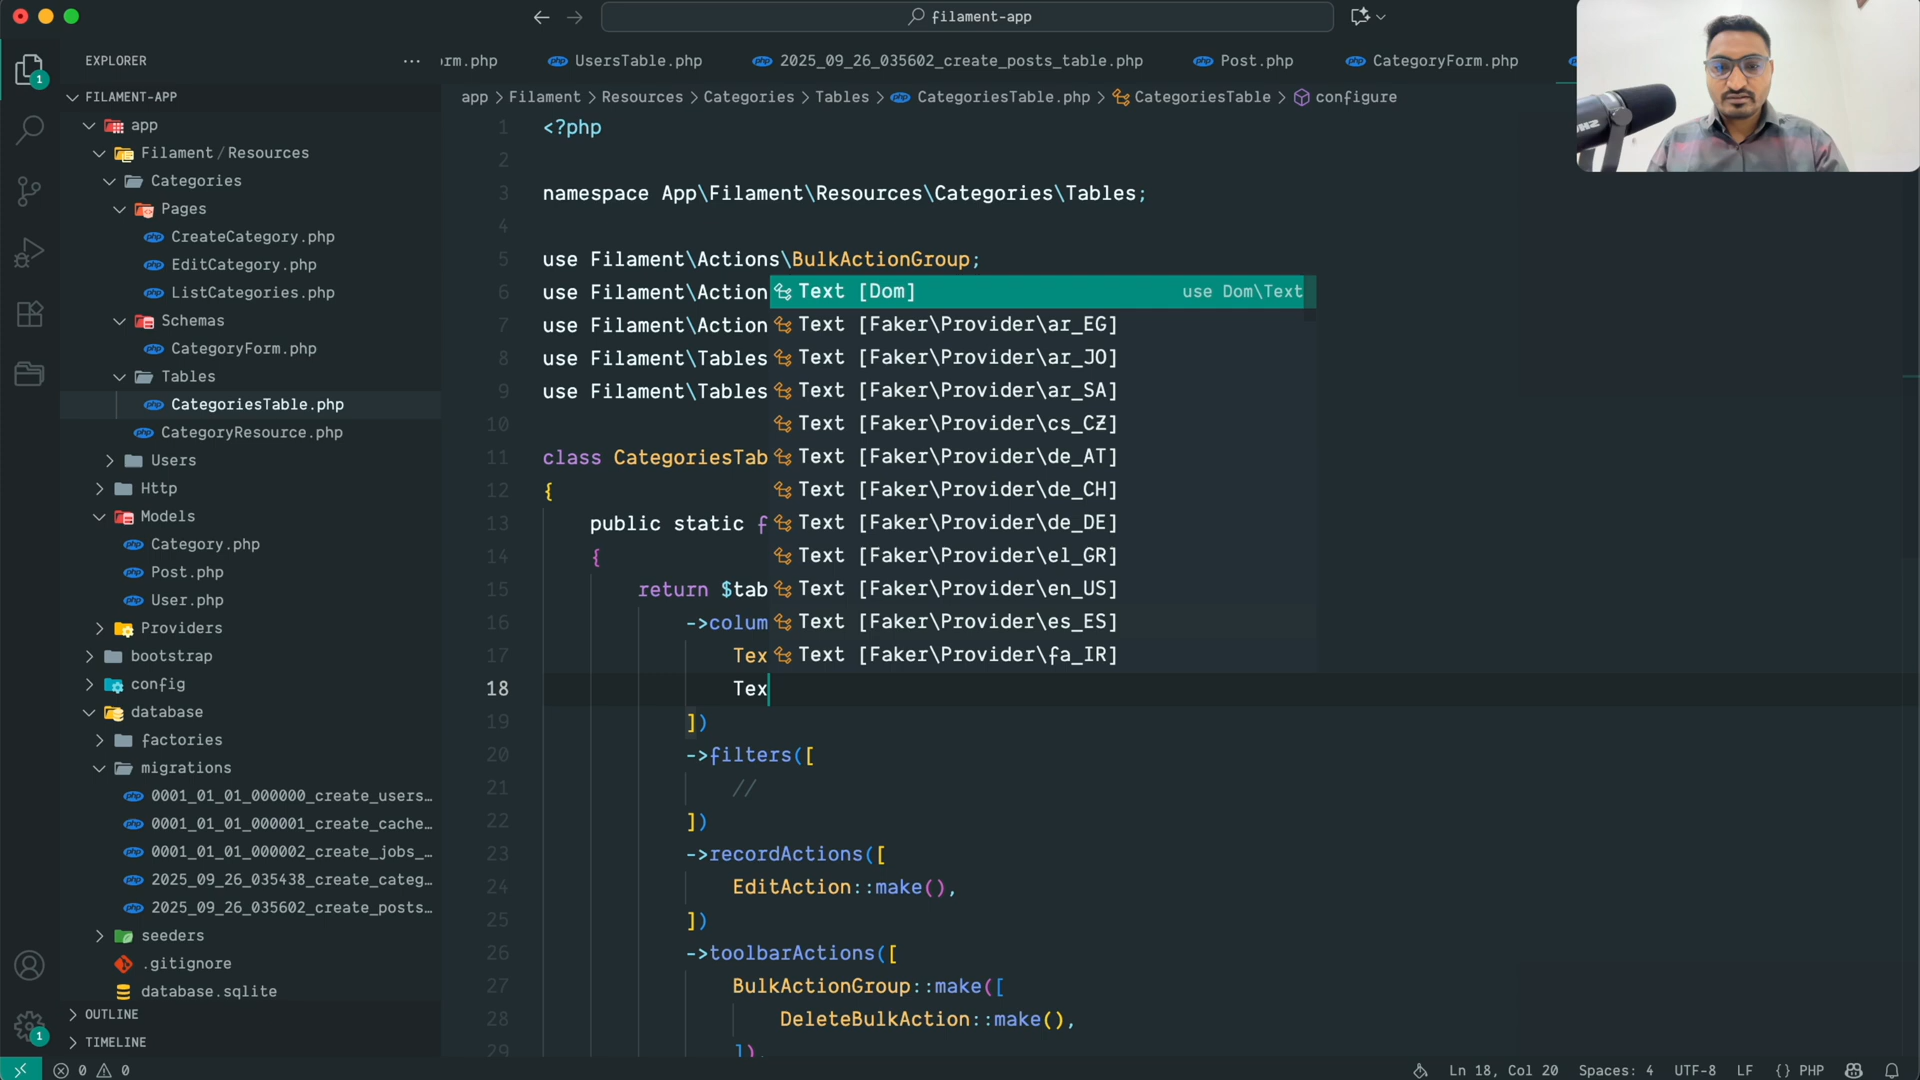 filament-app
EXPLORER
···
rm.php
UsersTable.php
2025_09_26_035602_create_posts_table.php
Post.php
CategoryForm.php
app > Filament > Resources > Categories > Tables > CategoriesTable.php > CategoriesTable > configure
FILAMENT-APP
app
Filament / Resources
Categories
Pages
CreateCategory.php
EditCategory.php
ListCategories.php
Schemas
CategoryForm.php
Tables
CategoriesTable.php
CategoryResource.php
Users
Http
Models
Category.php
Post.php
User.php
Providers
bootstrap
config
database
factories
migrations
0001_01_01_000000_create_users...
0001_01_01_000001_create_cache...
0001_01_01_000002_create_jobs_...
2025_09_26_035438_create_categ...
2025_09_26_035602_create_posts...
seeders
.gitignore
database.sqlite
OUTLINE
TIMELINE
1 <?php
2
3 namespace App\Filament\Resources\Categories\Tables;
4
5 use Filament\Actions\BulkActionGroup;
6 use Filament\Action
7 use Filament\Action
8 use Filament\Tables
9 use Filament\Tables
10
11 class CategoriesTab
12 {
13 public static f
14 {
15 return $tab
16 ->colum
17 Tex
18 Tex
19 ])
20 ->filters([
21 //
22 ])
23 ->recordActions([
24 EditAction::make(),
25 ])
26 ->toolbarActions([
27 BulkActionGroup::make([
28 DeleteBulkAction::make(),
29 ]),
Text [Dom] use Dom\Text
Text [Faker\Provider\ar_EG]
Text [Faker\Provider\ar_JO]
Text [Faker\Provider\ar_SA]
Text [Faker\Provider\cs_CZ]
Text [Faker\Provider\de_AT]
Text [Faker\Provider\de_CH]
Text [Faker\Provider\de_DE]
Text [Faker\Provider\el_GR]
Text [Faker\Provider\en_US]
Text [Faker\Provider\es_ES]
Text [Faker\Provider\fa_IR]
0 0
Ln 18, Col 20 Spaces: 4 UTF-8 LF {} PHP